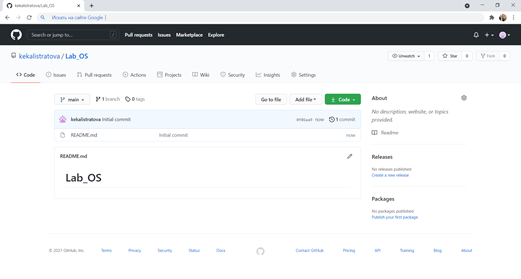 kekalistratova/Lab_OS
Искать на сайте Google
Search or jump to...
/
Pull requests
Issues
Marketplace
Explore
kekalistratova / Lab_OS
Unwatch
1
Star
0
Fork
0
Code
Issues
Pull requests
Actions
Projects
Wiki
Security
Insights
Settings
main
1 branch
0 tags
Go to file
Add file
Code
kekalistratova Initial commit
now
1 commit
README.md
Initial commit
now
README.md
Lab_OS
About
No description, website, or topics
provided.
Readme
Releases
No releases published
Create a new release
Packages
No packages published
Publish your first package
© 2021 GitHub, Inc.
Terms
Privacy
Security
Status
Docs
Contact GitHub
Pricing
API
Training
Blog
About